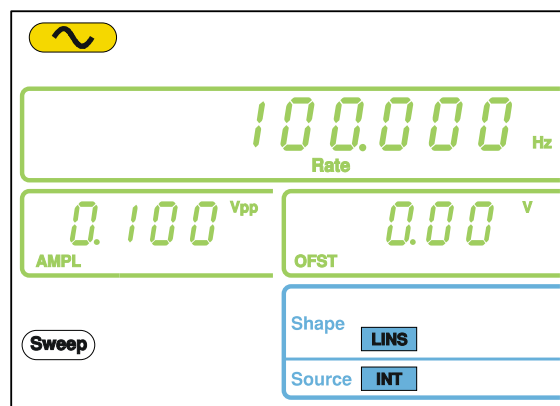 100.000 Hz
Rate
0.100 Vpp
AMPL
0.00 V
OFST
Sweep
Shape LINS
Source INT